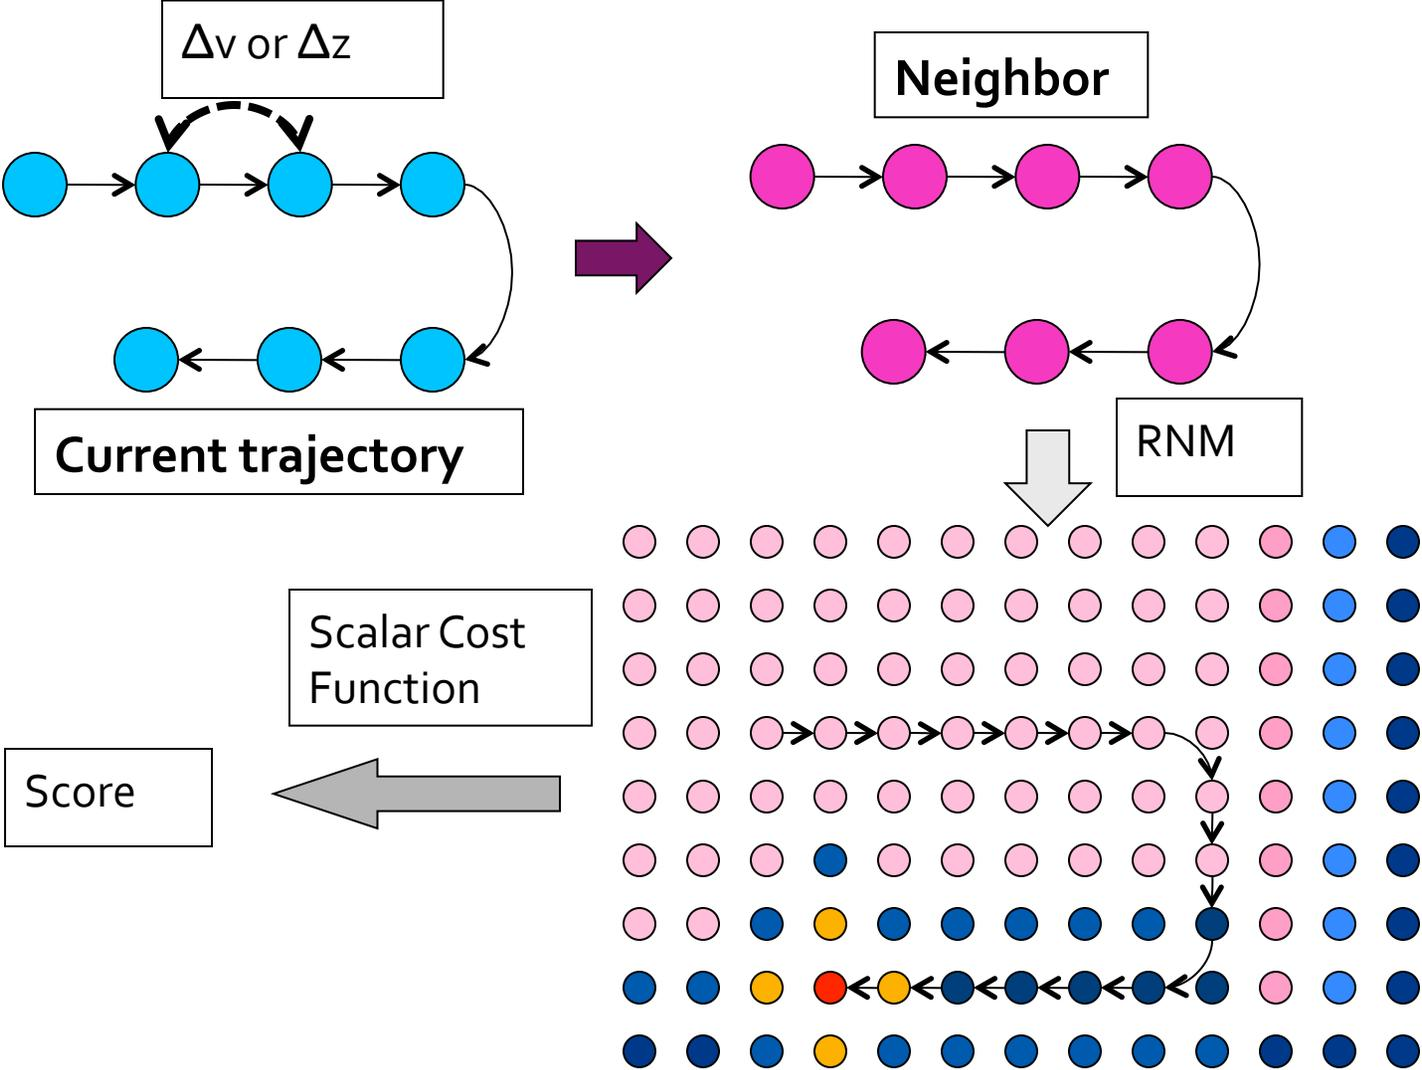 Δv or Δz
Neighbor
Current trajectory
RNM
Scalar Cost
Function
Score